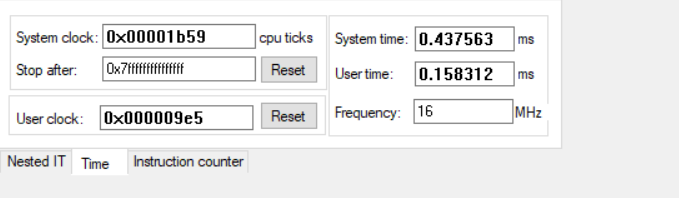 System clock: 0x00001b59 cpu ticks
Stop after: 0x7fffffffffffffff Reset
User clock: 0x000009e5 Reset
System time: 0.437563 ms
User time: 0.158312 ms
Frequency: 16 MHz
Nested IT Time Instruction counter